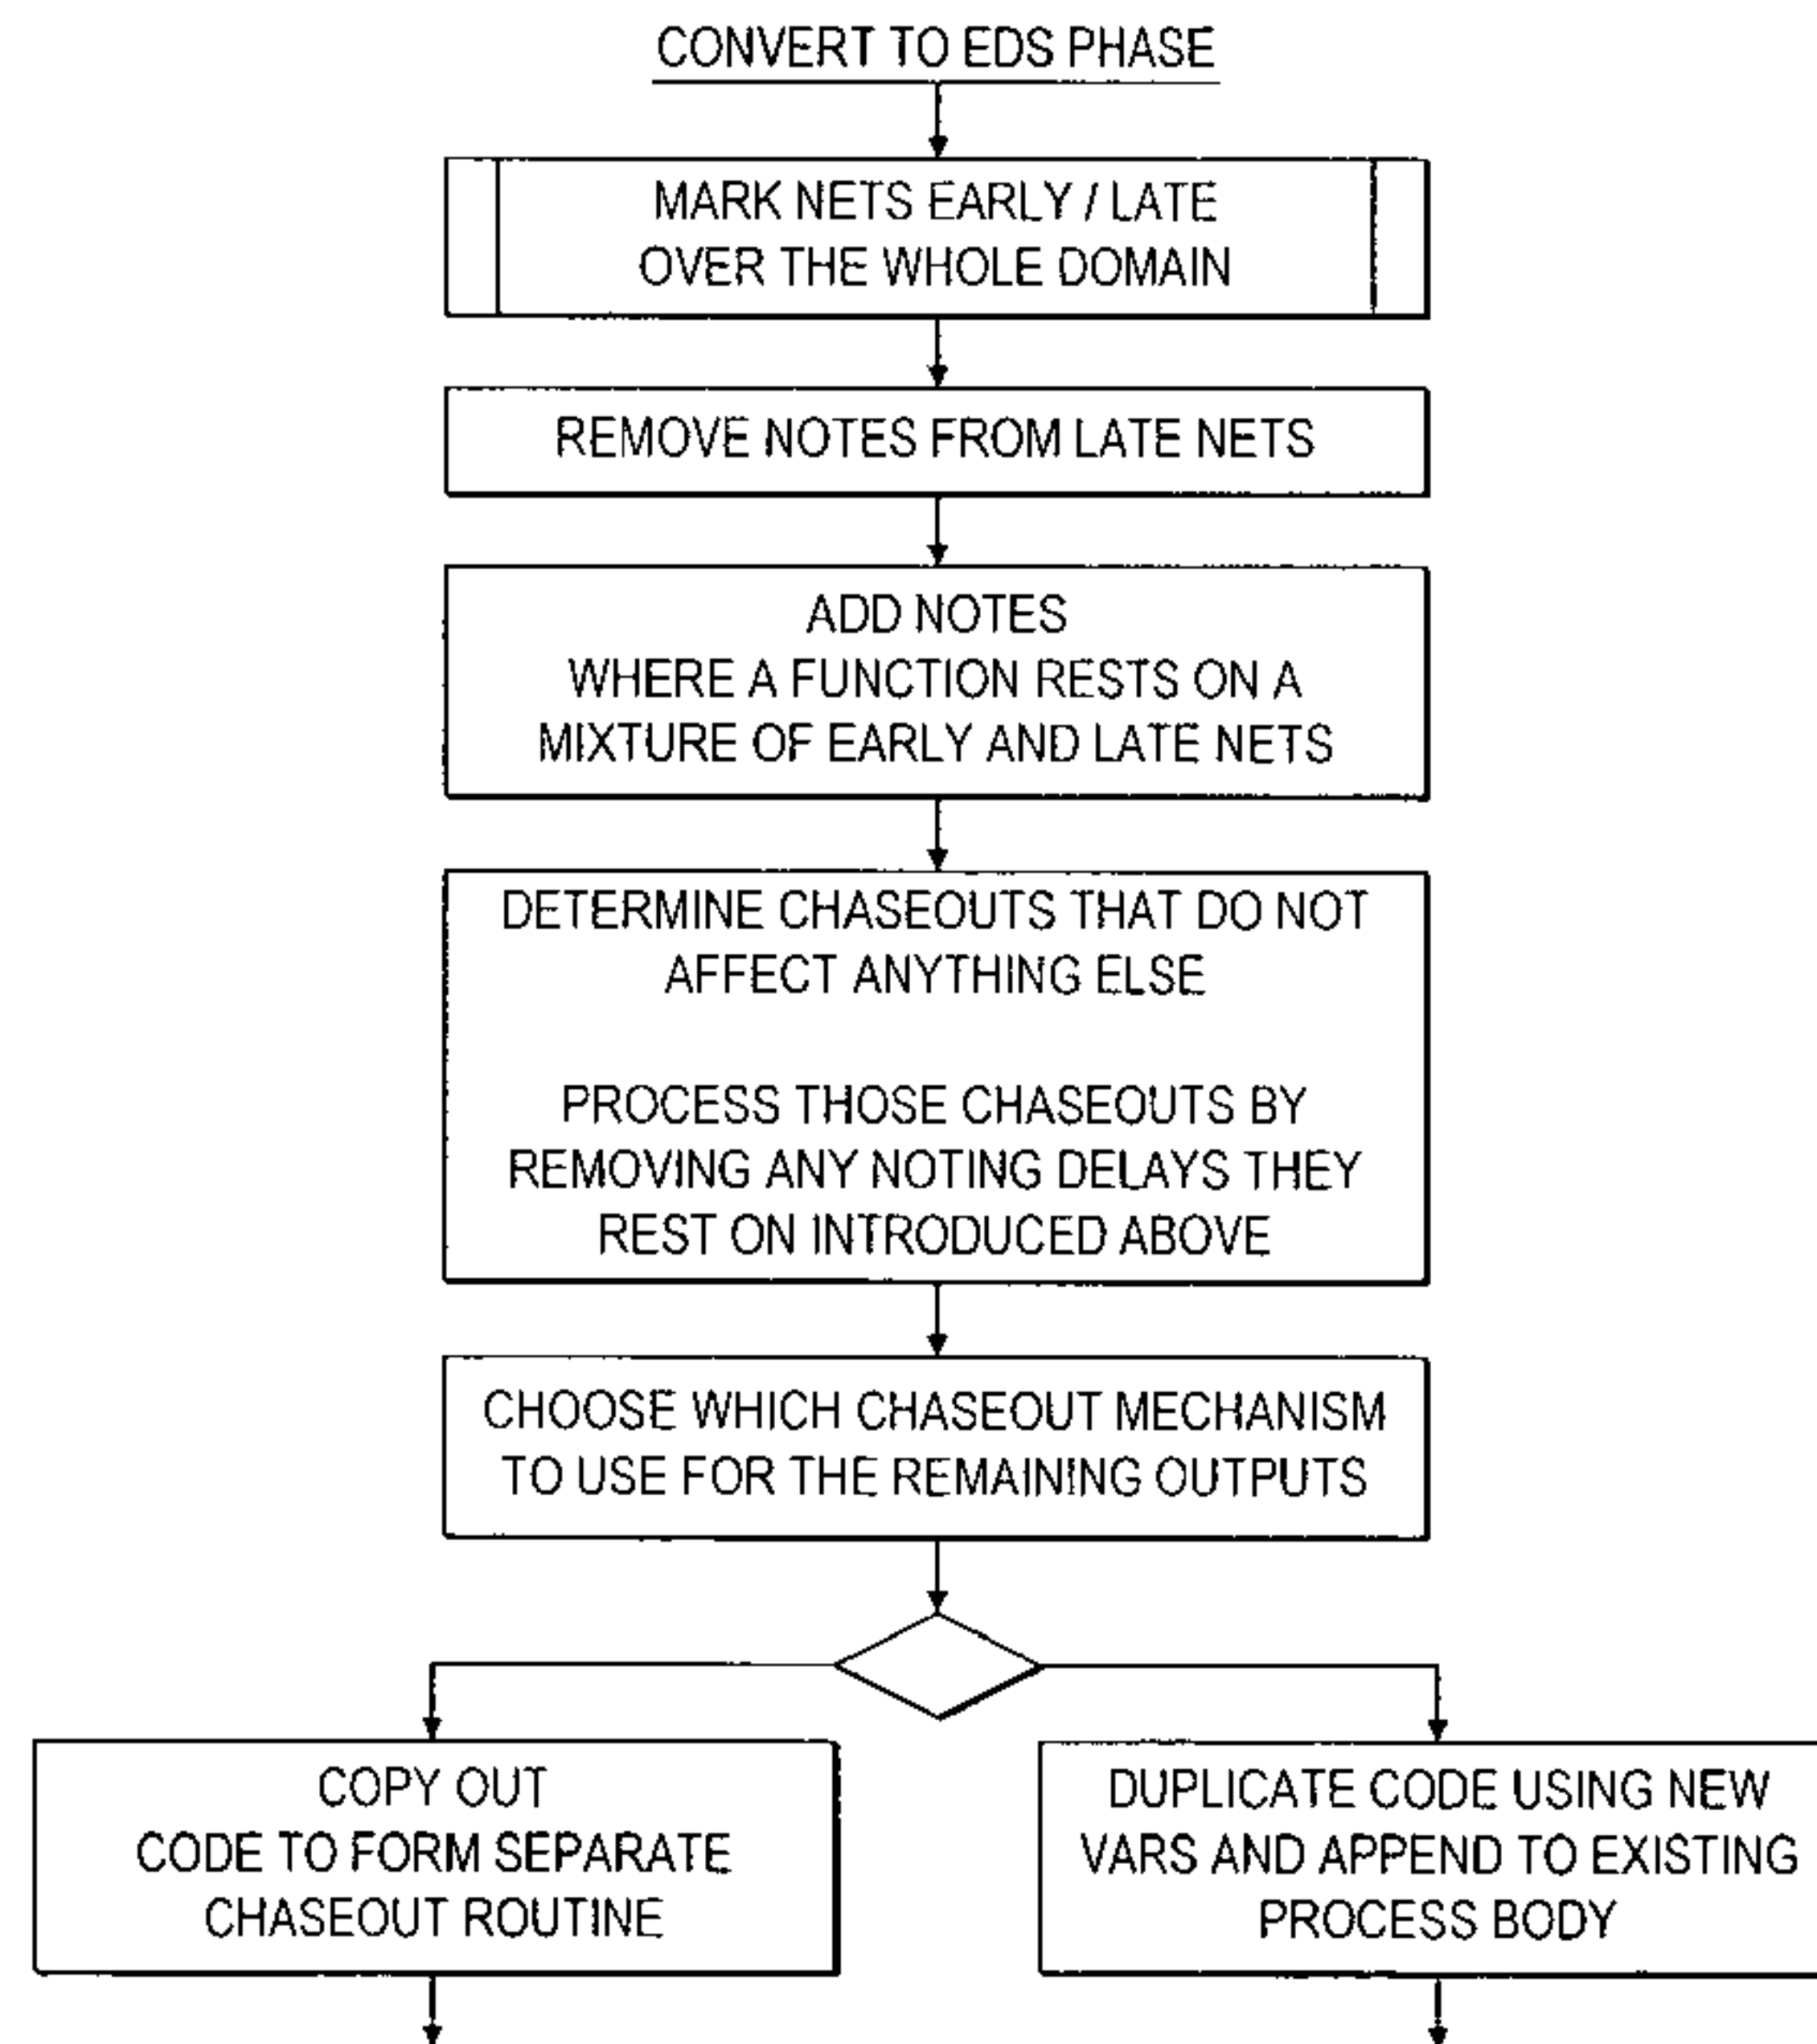 CONVERT TO EDS PHASE
MARK NETS EARLY / LATE
OVER THE WHOLE DOMAIN
REMOVE NOTES FROM LATE NETS
ADD NOTES
WHERE A FUNCTION RESTS ON A
MIXTURE OF EARLY AND LATE NETS
DETERMINE CHASEOUTS THAT DO NOT
AFFECT ANYTHING ELSE
PROCESS THOSE CHASEOUTS BY
REMOVING ANY NOTING DELAYS THEY
REST ON INTRODUCED ABOVE
CHOOSE WHICH CHASEOUT MECHANISM
TO USE FOR THE REMAINING OUTPUTS
COPY OUT
CODE TO FORM SEPARATE
CHASEOUT ROUTINE
DUPLICATE CODE USING NEW
VARS AND APPEND TO EXISTING
PROCESS BODY